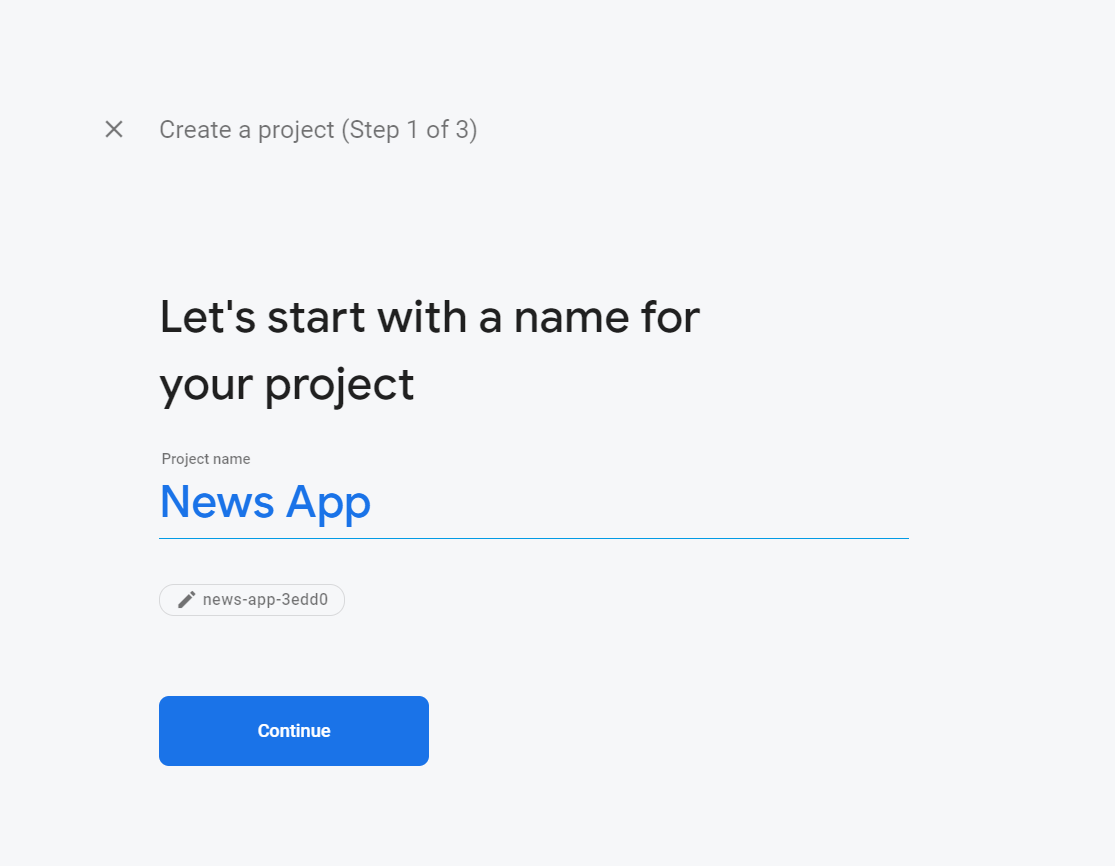 Create a project (Step 1 of 3)
Let's start with a name for
your project
Project name
News App
news-app-3edd0
Continue